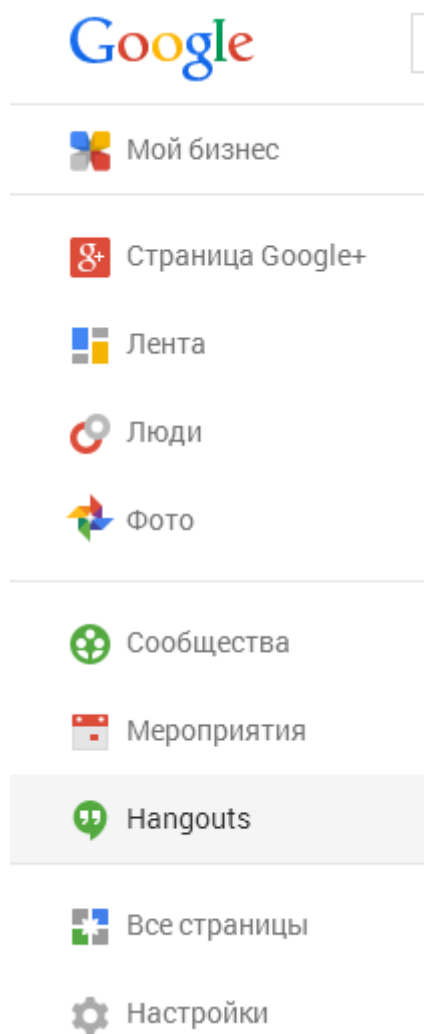 Google
Мой бизнес
Страница Google+
Лента
Люди
Фото
Сообщества
Мероприятия
Hangouts
Все страницы
Настройки